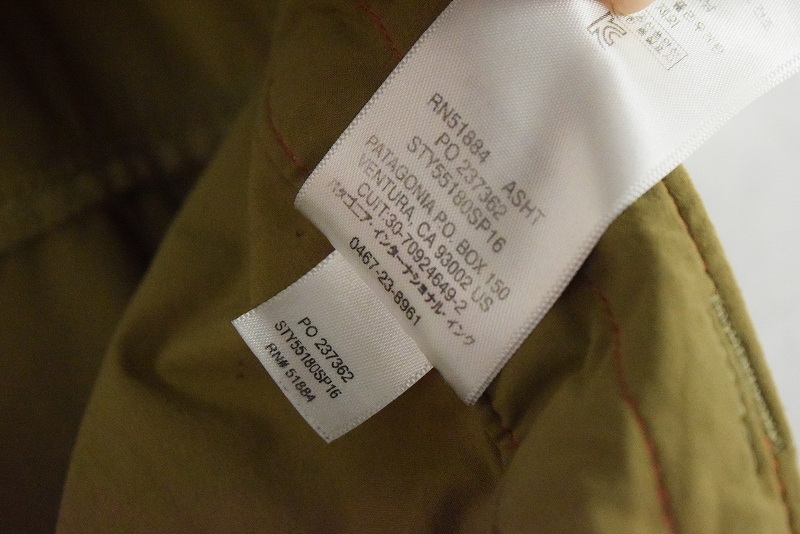 RN51884 ASHT
PO 237362
STY55180SP16
PATAGONIA PO. BOX 150
VENTURA, CA 93002 US
CUIT:30-70924649-2
パタゴニア・インターナショナル・インク
0467-23-8961
PO 237362
STY55180SP16
RN# 51884